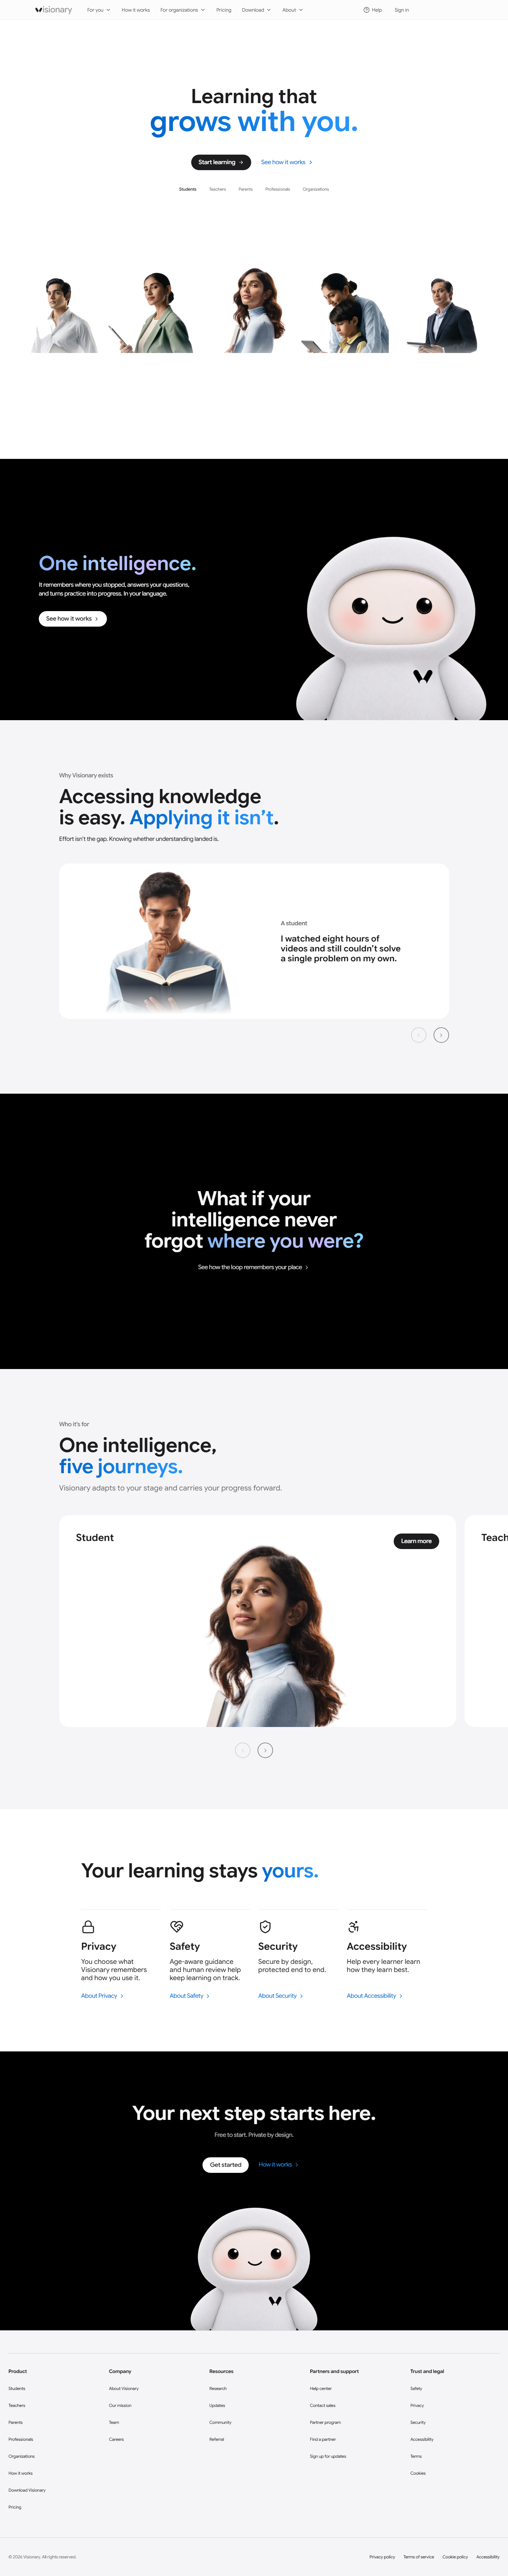 visionary
For you
How it works
For organizations
Pricing
Download
About
Help
Sign in
Learning that
grows with you.
Start learning
See how it works
Students
Teachers
Parents
Professionals
Organizations
One intelligence.
It remembers where you stopped, answers your questions,
and turns practice into progress. In your language.
See how it works
Why Visionary exists
Accessing knowledge
is easy. Applying it isn't.
Effort isn't the gap. Knowing whether understanding landed is.
A student
I watched eight hours of
videos and still couldn't solve
a single problem on my own.
What if your
intelligence never
forgot where you were?
See how the loop remembers your place
Who it's for
One intelligence,
five journeys.
Visionary adapts to your stage and carries your progress forward.
Student
Learn more
Teach
Your learning stays yours.
Privacy
You choose what
Visionary remembers
and how you use it.
About Privacy
Safety
Age-aware guidance
and human review help
keep learning on track.
About Safety
Security
Secure by design,
protected end to end.
About Security
Accessibility
Help every learner learn
how they learn best.
About Accessibility
Your next step starts here.
Free to start. Private by design.
Get started
How it works
Product
Students
Teachers
Parents
Professionals
Organizations
How it works
Download Visionary
Pricing
Company
About Visionary
Our mission
Team
Careers
Resources
Research
Updates
Community
Referral
Partners and support
Help center
Contact sales
Partner program
Find a partner
Sign up for updates
Trust and legal
Safety
Privacy
Security
Accessibility
Terms
Cookies
© 2026 Visionary. All rights reserved.
Privacy policy
Terms of service
Cookie policy
Accessibility